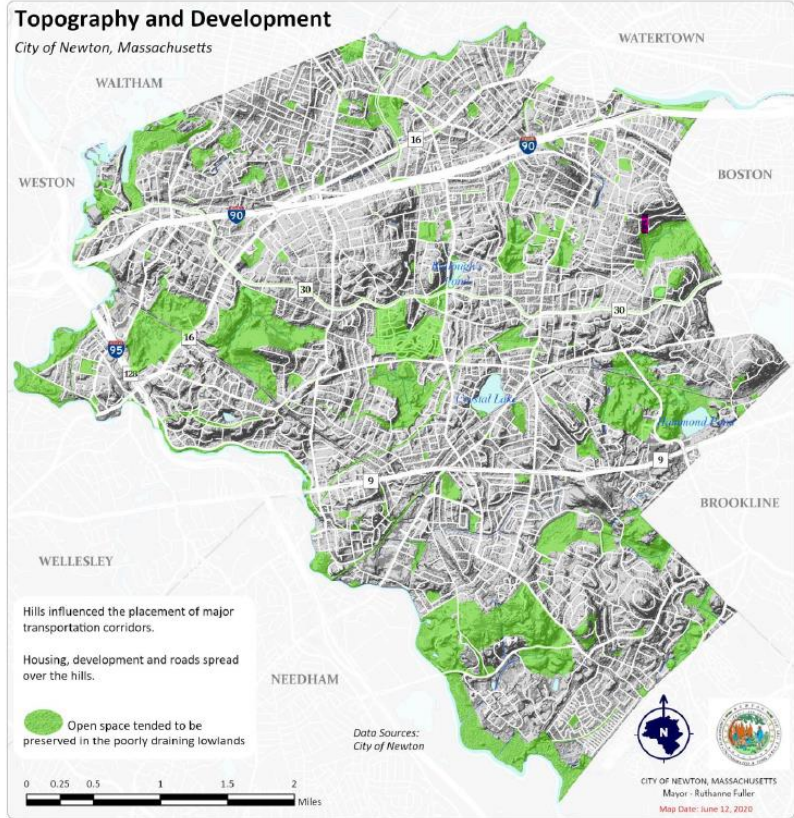 Topography and Development
City of Newton, Massachusetts
WATERTOWN
WALTHAM
16
90
BOSTON
WESTON
90
30
30
16
95
128
Crystal Lake
Hammond Pond
9
9
BROOKLINE
WELLESLEY
Hills influenced the placement of major
transportation corridors.
Housing, development and roads spread
over the hills.
NEEDHAM
Open space tended to be
preserved in the poorly draining lowlands
Data Sources:
City of Newton
N
0 0.25 0.5 1 1.5 2
Miles
CITY OF NEWTON, MASSACHUSETTS
Mayor - Ruthanne Fuller
Map Date: June 12, 2020